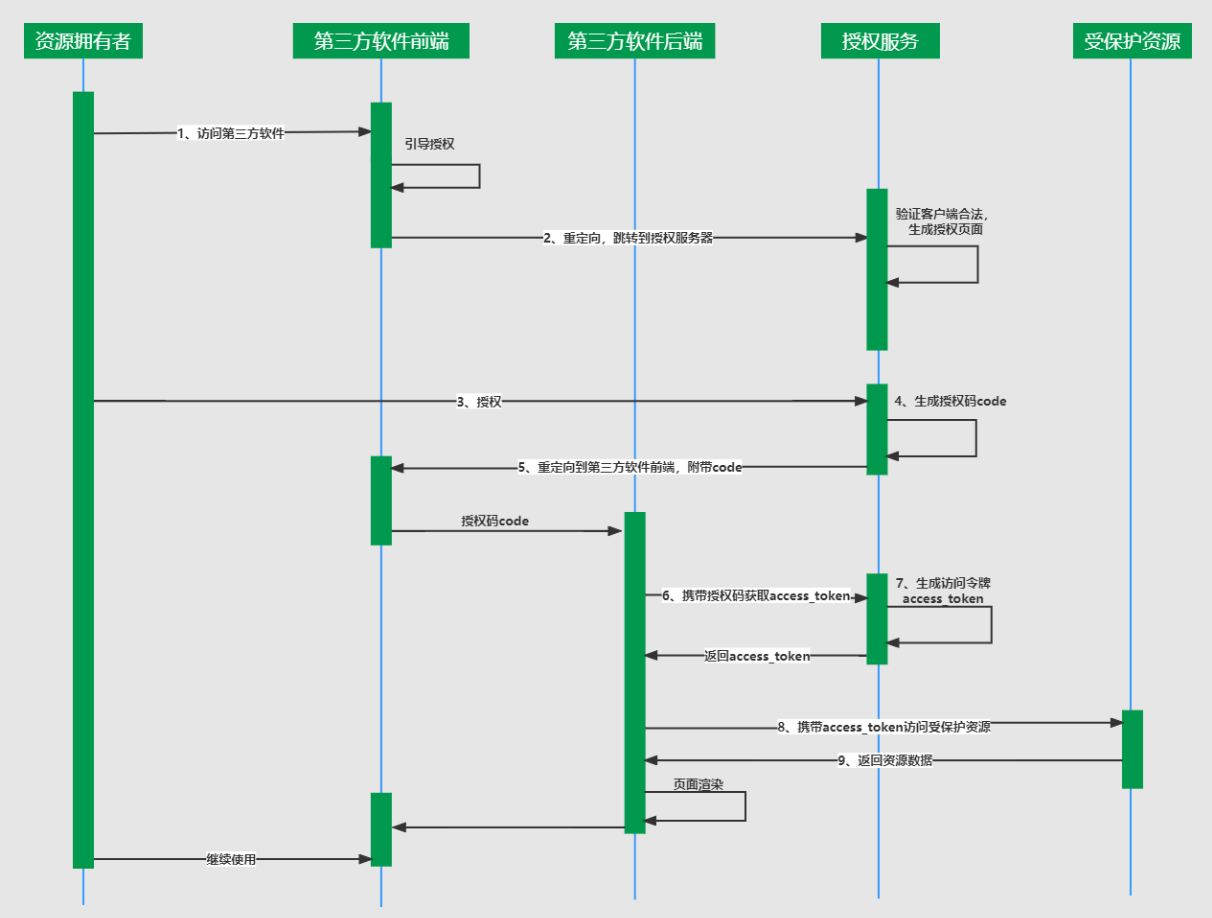 资源拥有者
第三方软件前端
第三方软件后端
授权服务
受保护资源
1、访问第三方软件
引导授权
2、重定向，跳转到授权服务器
验证客户端合法，
生成授权页面
3、授权
4、生成授权码code
5、重定向到第三方软件前端，附带code
授权码code
6、携带授权码获取access_token
7、生成访问令牌
access_token
返回access_token
8、携带access_token访问受保护资源
9、返回资源数据
页面渲染
继续使用